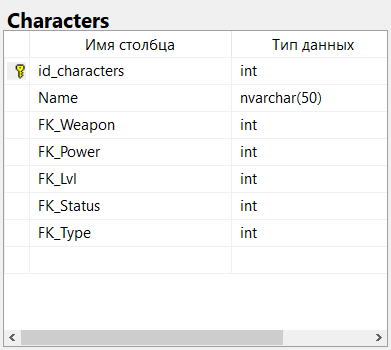 Characters
Имя столбца Тип данных
id_characters int
Name nvarchar(50)
FK_Weapon int
FK_Power int
FK_Lvl int
FK_Status int
FK_Type int